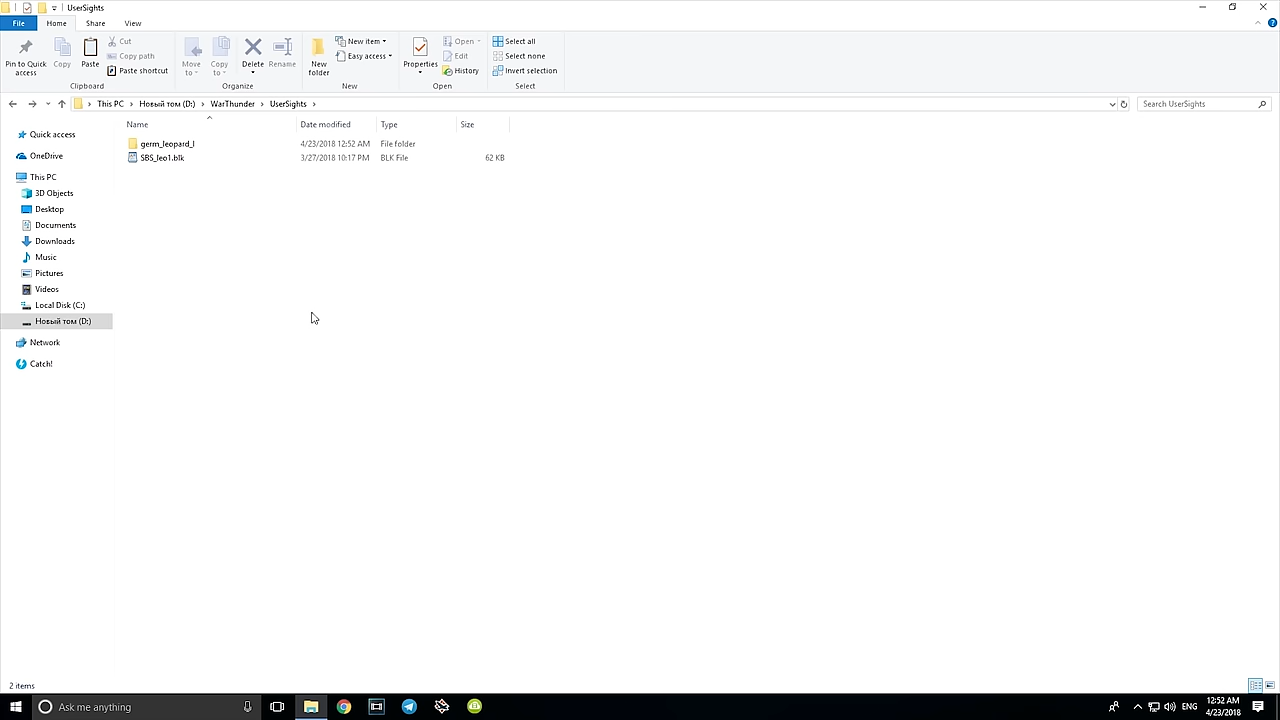 UserSights
File Home Share View
Pin to Quick access
Copy
Paste
Cut
Copy path
Paste shortcut
Move to
Copy to
Delete
Rename
New folder
New item
Easy access
Properties
Open
Edit
History
Select all
Select none
Invert selection
Clipboard Organize New Open Select
This PC Новый том (D:) WarThunder UserSights
Search UserSights
Name Date modified Type Size
germ_leopard_I 4/23/2018 12:52 AM File folder
SBS_leo1.blk 3/27/2018 10:17 PM BLK File 62 KB
Quick access
OneDrive
This PC
3D Objects
Desktop
Documents
Downloads
Music
Pictures
Videos
Local Disk (C:)
Новый том (D:)
Network
Catch!
2 items
Ask me anything
ENG
12:52 AM
4/23/2018